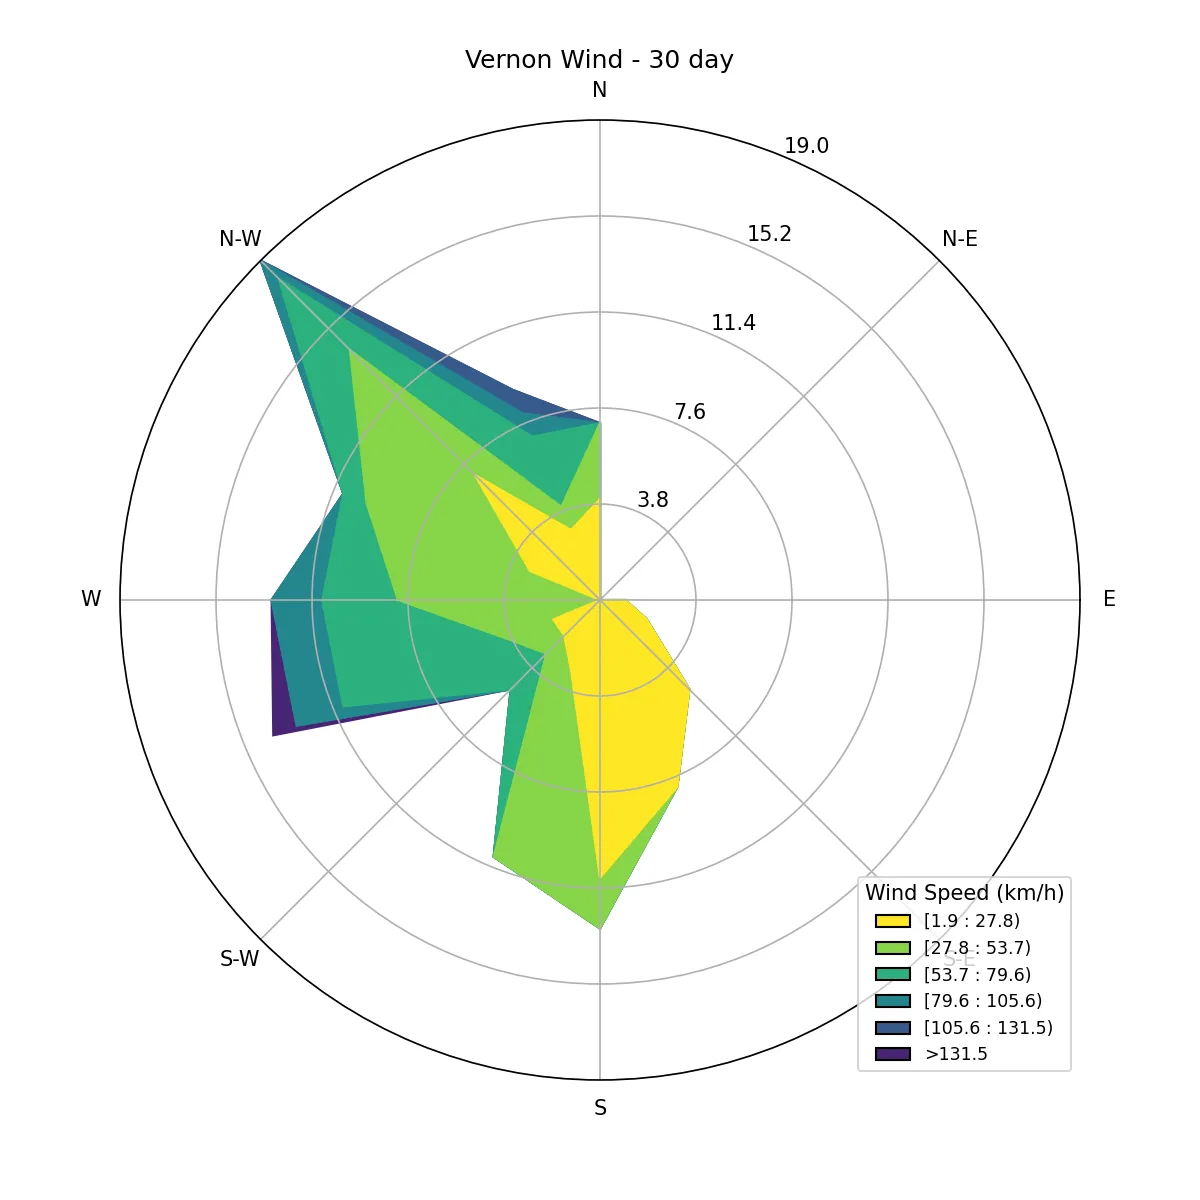 Vernon Wind - 30 day
N
19.0
15.2
N-W
N-E
11.4
7.6
3.8
W
E
Wind Speed (km/h)
[1.9 : 27.8)
[27.8 : 53.7)
S-W
S-E
[53.7 : 79.6)
[79.6 : 105.6)
[105.6 : 131.5)
>131.5
S